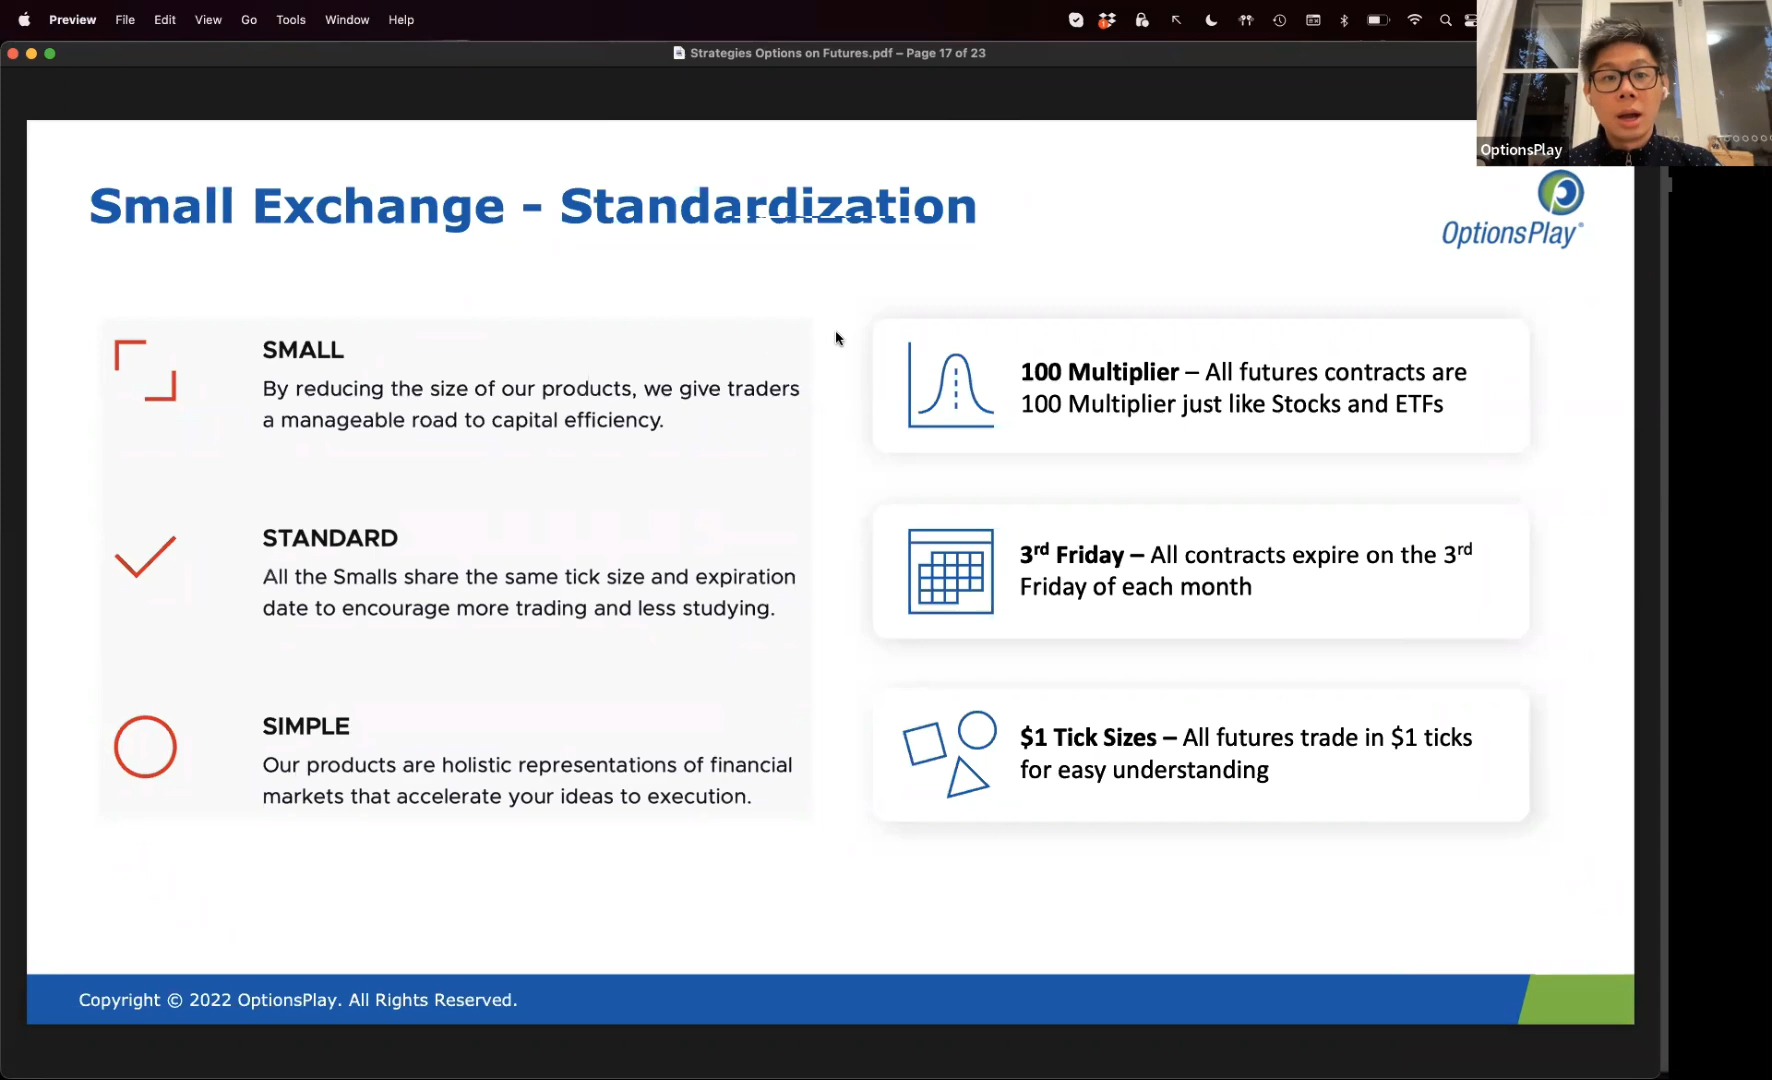 Preview File Edit View Go Tools Window Help
Strategies Options on Futures.pdf – Page 17 of 23
OptionsPlay
Small Exchange - Standardization
OptionsPlay®
SMALL
By reducing the size of our products, we give traders
a manageable road to capital efficiency.
STANDARD
All the Smalls share the same tick size and expiration
date to encourage more trading and less studying.
SIMPLE
Our products are holistic representations of financial
markets that accelerate your ideas to execution.
100 Multiplier – All futures contracts are
100 Multiplier just like Stocks and ETFs
3rd Friday – All contracts expire on the 3rd
Friday of each month
$1 Tick Sizes – All futures trade in $1 ticks
for easy understanding
Copyright © 2022 OptionsPlay. All Rights Reserved.